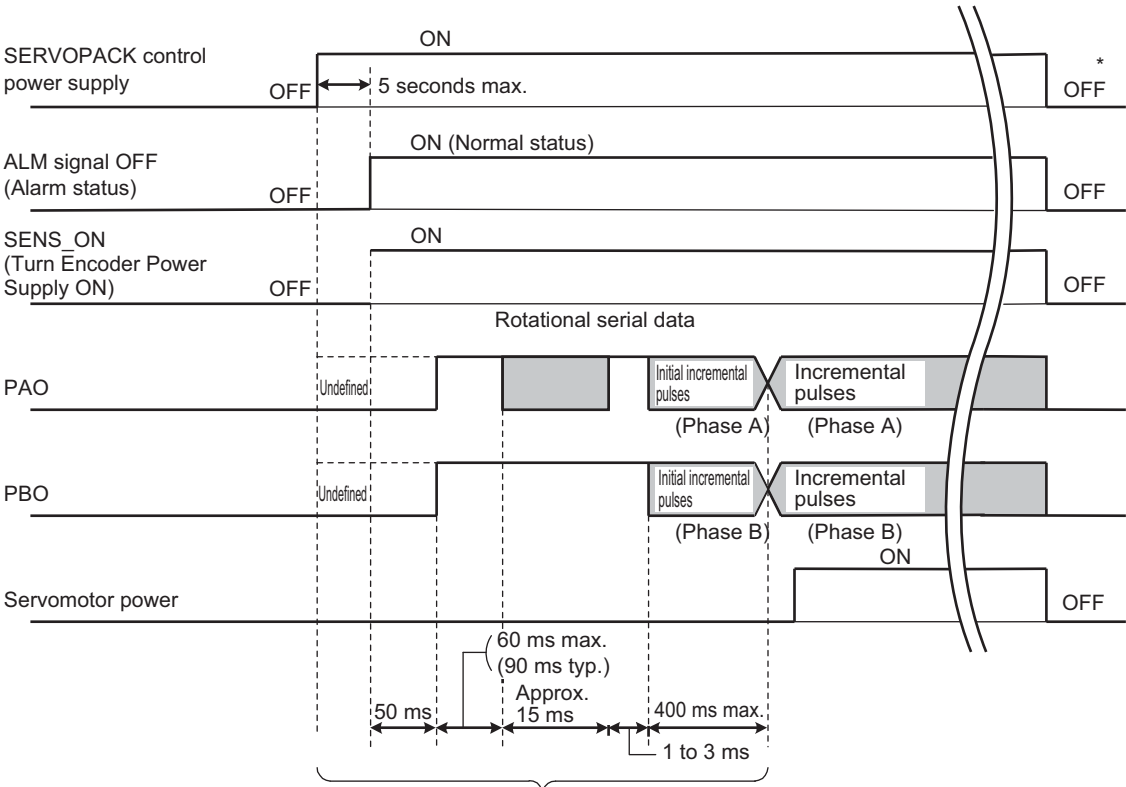 ON
SERVOPACK control
power supply
OFF
5 seconds max.
*
OFF
ON (Normal status)
ALM signal OFF
(Alarm status)
OFF
OFF
ON
SENS_ON
(Turn Encoder Power
Supply ON)
OFF
OFF
Rotational serial data
PAO
Undefined
Initial incremental
pulses
Incremental
pulses
(Phase A)
(Phase A)
PBO
Undefined
Initial incremental
pulses
Incremental
pulses
(Phase B)
(Phase B)
ON
Servomotor power
OFF
60 ms max.
(90 ms typ.)
Approx.
15 ms
50 ms
400 ms max.
1 to 3 ms